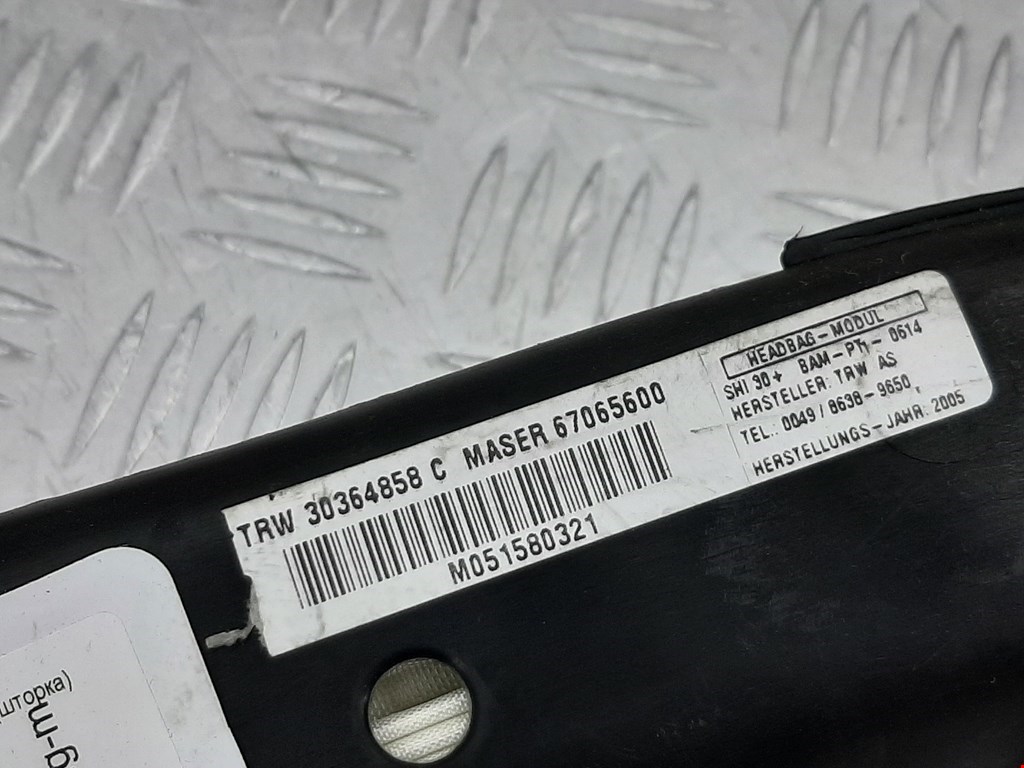 TRW 30364858 C MASER 67065600
M051580321
HEADBAG-MODUL
SHI 30+ BAM-PT1-0614
HERSTELLER: TRW AS
TEL.: 0049/8638-9650
HERSTELLUNGS-JAHR: 2005
шторка)
g-m